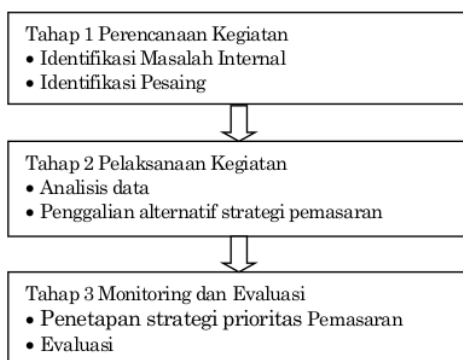 Tahap 1 Perencanaan Kegiatan
• Identifikasi Masalah Internal
• Identifikasi Pesaing
Tahap 2 Pelaksanaan Kegiatan
• Analisis data
• Penggalian alternatif strategi pemasaran
Tahap 3 Monitoring dan Evaluasi
• Penetapan strategi prioritas Pemasaran
• Evaluasi